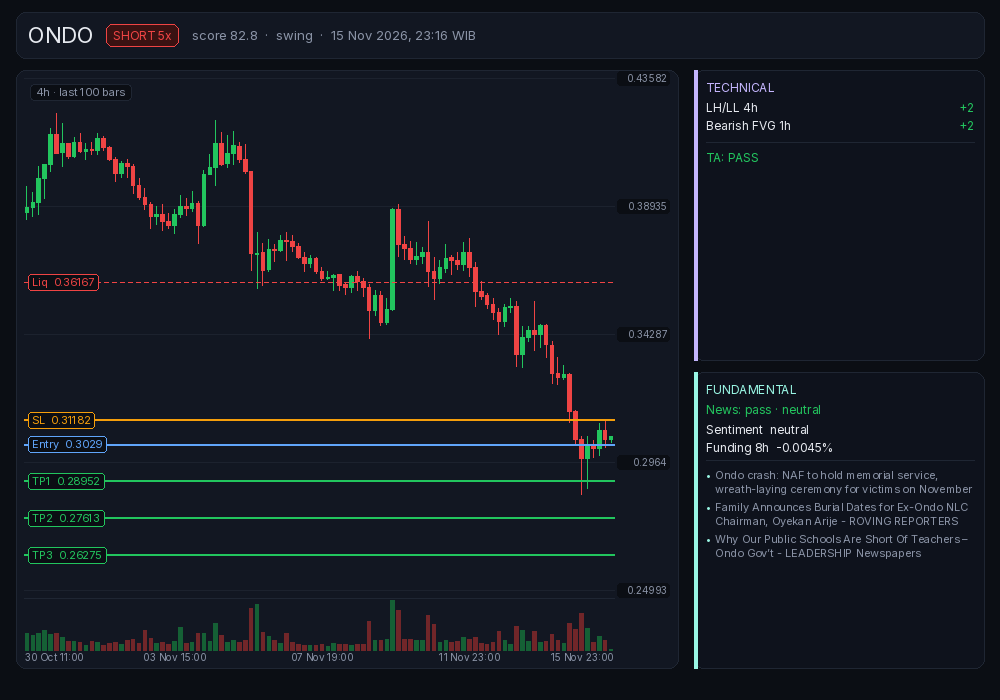 ONDO SHORT 5x score 82.8 · swing · 15 Nov 2026, 23:16 WIB
4h · last 100 bars
0.43582
0.38935
Liq 0.36167
0.34287
SL 0.31182
Entry 0.3029
0.2964
TP1 0.28952
TP2 0.27613
TP3 0.26275
0.24993
30 Oct 11:00 03 Nov 15:00 07 Nov 19:00 11 Nov 23:00 15 Nov 23:00
TECHNICAL
LH/LL 4h +2
Bearish FVG 1h +2
TA: PASS
FUNDAMENTAL
News: pass · neutral
Sentiment neutral
Funding 8h -0.0045%
• Ondo crash: NAF to hold memorial service,
wreath-laying ceremony for victims on November
• Family Announces Burial Dates for Ex-Ondo NLC
Chairman, Oyekan Arije - ROVING REPORTERS
• Why Our Public Schools Are Short Of Teachers –
Ondo Gov't - LEADERSHIP Newspapers